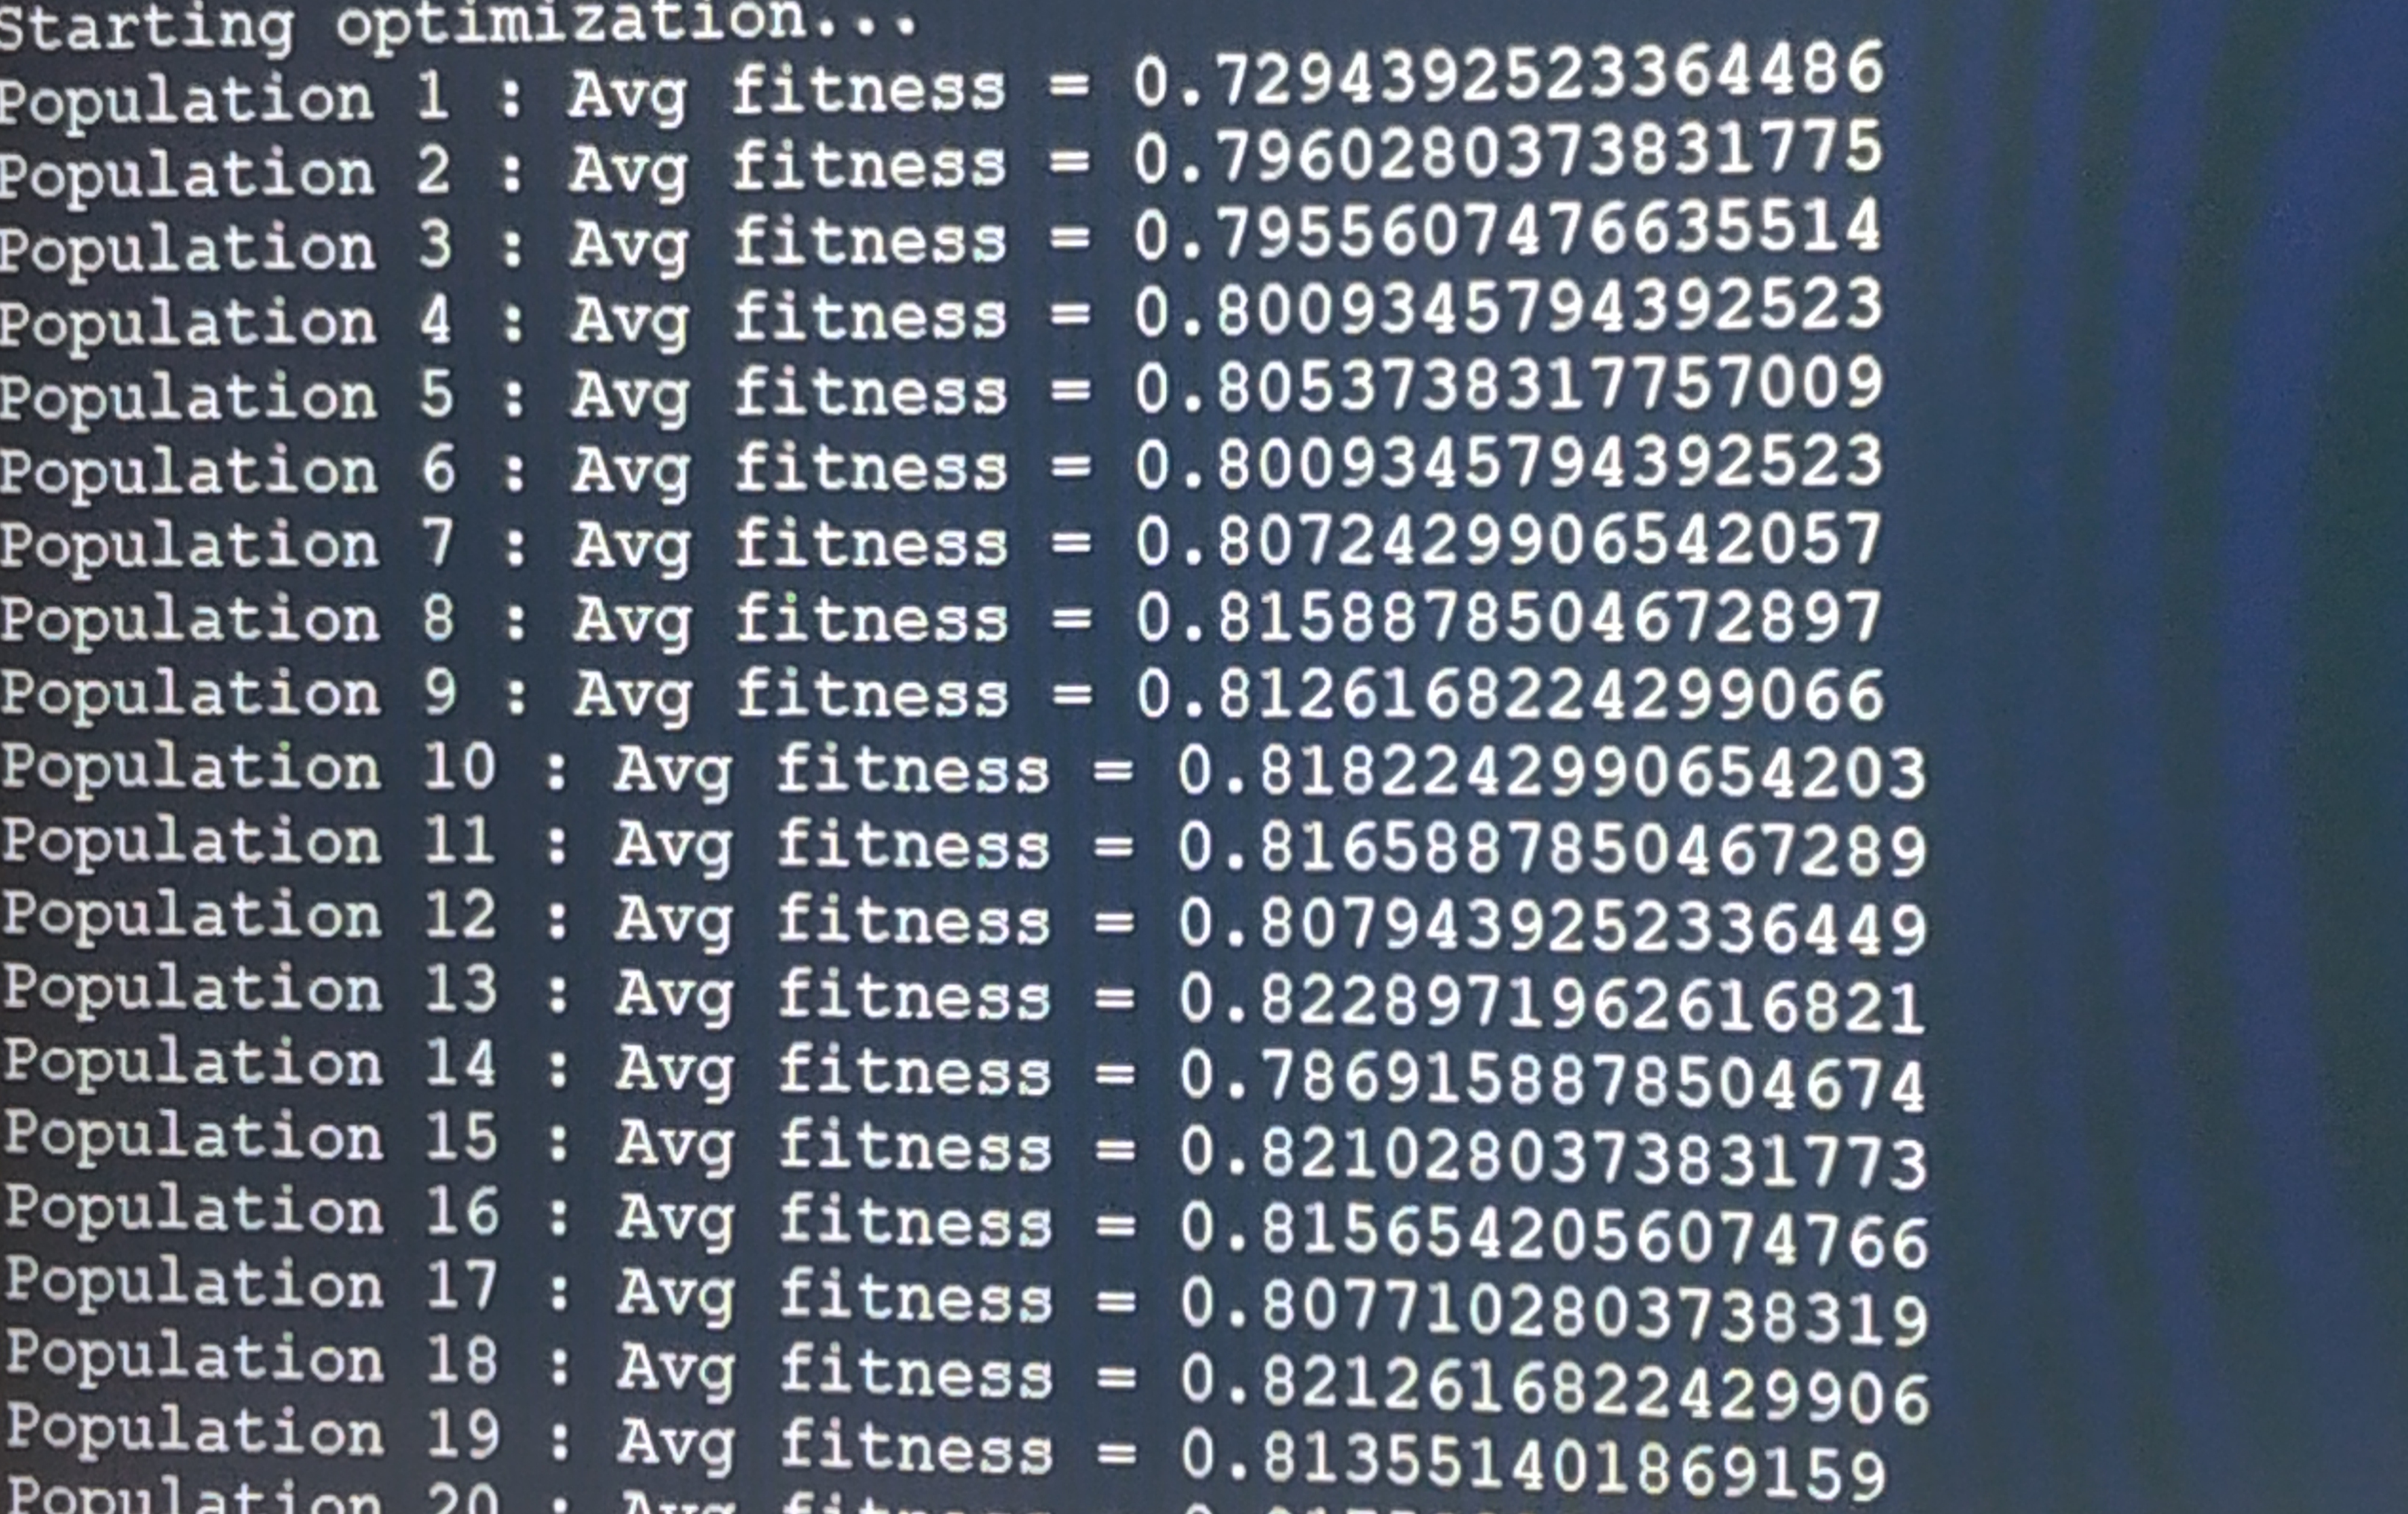 Starting optimization...
Population 1 : Avg fitness = 0.7294392523364486
Population 2 : Avg fitness = 0.7960280373831775
Population 3 : Avg fitness = 0.7955607476635514
Population 4 : Avg fitness = 0.8009345794392523
Population 5 : Avg fitness = 0.8053738317757009
Population 6 : Avg fitness = 0.8009345794392523
Population 7 : Avg fitness = 0.8072429906542057
Population 8 : Avg fitness = 0.8158878504672897
Population 9 : Avg fitness = 0.8126168224299066
Population 10 : Avg fitness = 0.8182242990654203
Population 11 : Avg fitness = 0.8165887850467289
Population 12 : Avg fitness = 0.8079439252336449
Population 13 : Avg fitness = 0.8228971962616821
Population 14 : Avg fitness = 0.7869158878504674
Population 15 : Avg fitness = 0.8210280373831773
Population 16 : Avg fitness = 0.8156542056074766
Population 17 : Avg fitness = 0.8077102803738319
Population 18 : Avg fitness = 0.8212616822429906
Population 19 : Avg fitness = 0.813551401869159
Population 20 : Avg